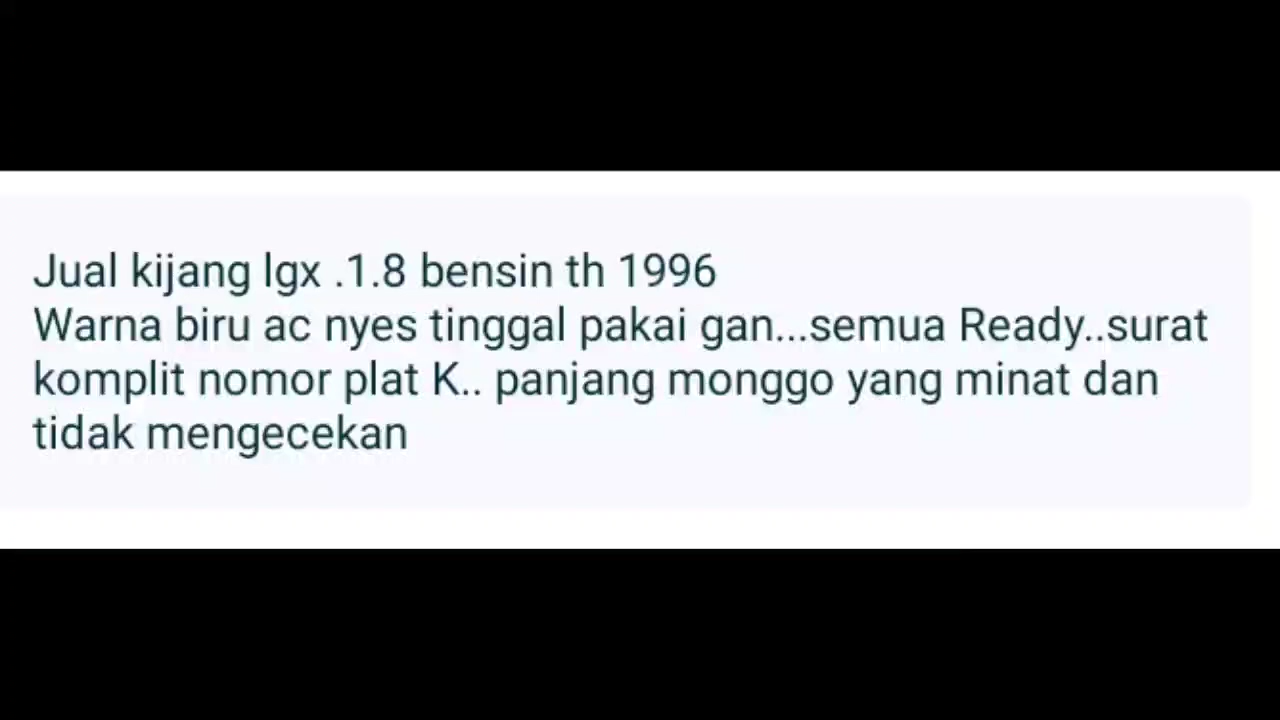 Jual kijang lgx .1.8 bensin th 1996
Warna biru ac nyes tinggal pakai gan...semua Ready..surat
komplit nomor plat K.. panjang monggo yang minat dan
tidak mengecekan